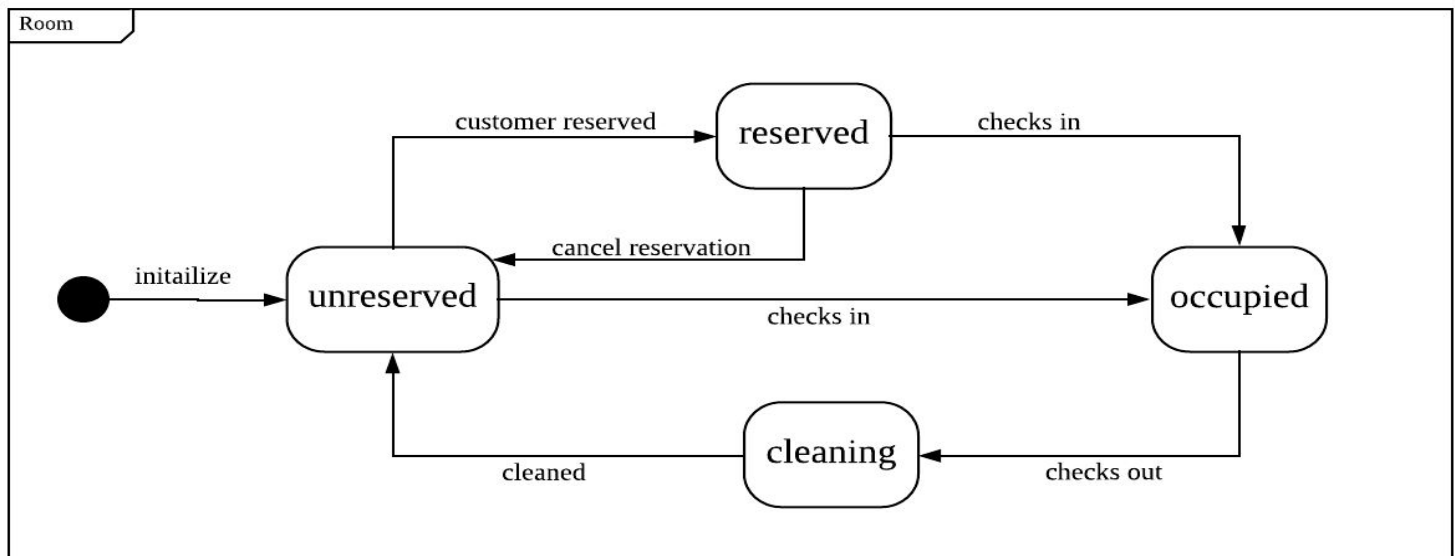 Room
customer reserved
reserved
checks in
cancel reservation
initailize
unreserved
checks in
occupied
cleaning
cleaned
checks out